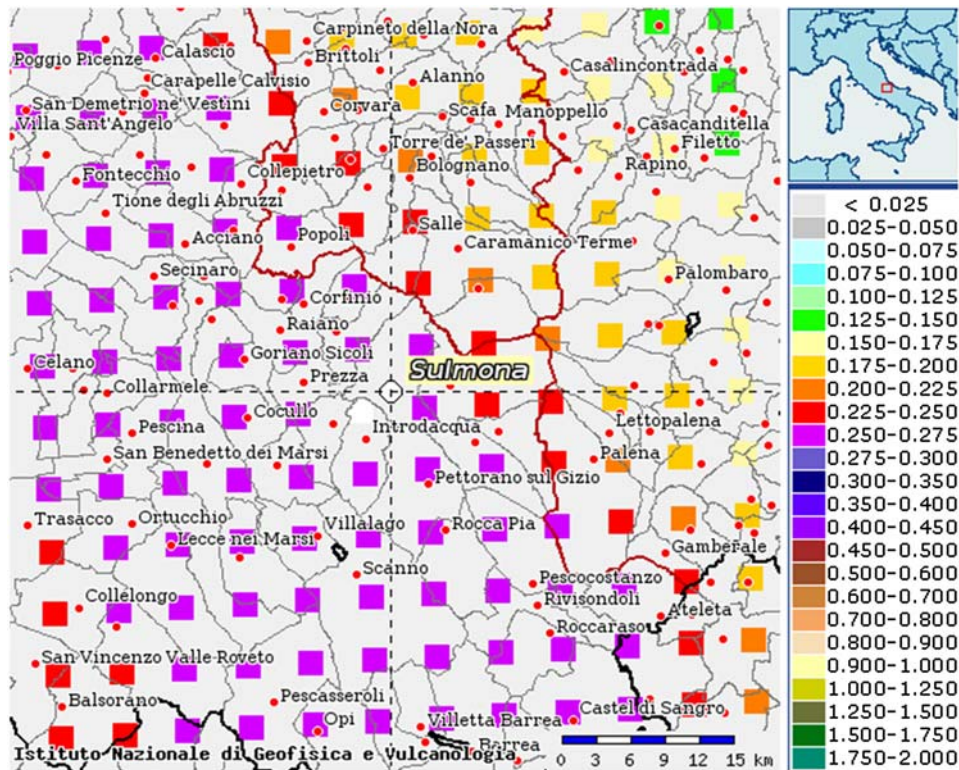 Carpineto della Nora
Poggio Picenze
Calascio
Brittoli
Carapelle Calvisio
Alanno
Casalincontrada
San Demetrio ne' Vestini
Corvara
Scafa
Manoppello
Villa Sant'Angelo
Torre de' Passeri
Casacanditella
Filetto
Fontecchio
Collepietro
Bolognano
Rapino
Tione degli Abruzzi
Acciano
Popoli
Salle
Caramanico Terme
Secinaro
Palombaro
Corfinio
Raiano
Celano
Goriano Sicoli
Sulmona
Collarmele
Prezza
Cocullo
Pescina
Introdacqua
Lettopalena
San Benedetto dei Marsi
Palena
Pettorano sul Gizio
Trasacco
Ortucchio
Villalago
Rocca Pia
Lecce nei Marsi
Gamberale
Scanno
Pescocostanzo
Collelongo
Rivisondoli
Ateleta
Roccaraso
San Vincenzo Valle Roveto
Balsorano
Pescasseroli
Opi
Villetta Barrea
Castel di Sangro
Barrea
Istituto Nazionale di Geofisica e Vulcanologia
0 3 6 9 12 15 km
< 0.025
0.025-0.050
0.050-0.075
0.075-0.100
0.100-0.125
0.125-0.150
0.150-0.175
0.175-0.200
0.200-0.225
0.225-0.250
0.250-0.275
0.275-0.300
0.300-0.350
0.350-0.400
0.400-0.450
0.450-0.500
0.500-0.600
0.600-0.700
0.700-0.800
0.800-0.900
0.900-1.000
1.000-1.250
1.250-1.500
1.500-1.750
1.750-2.000